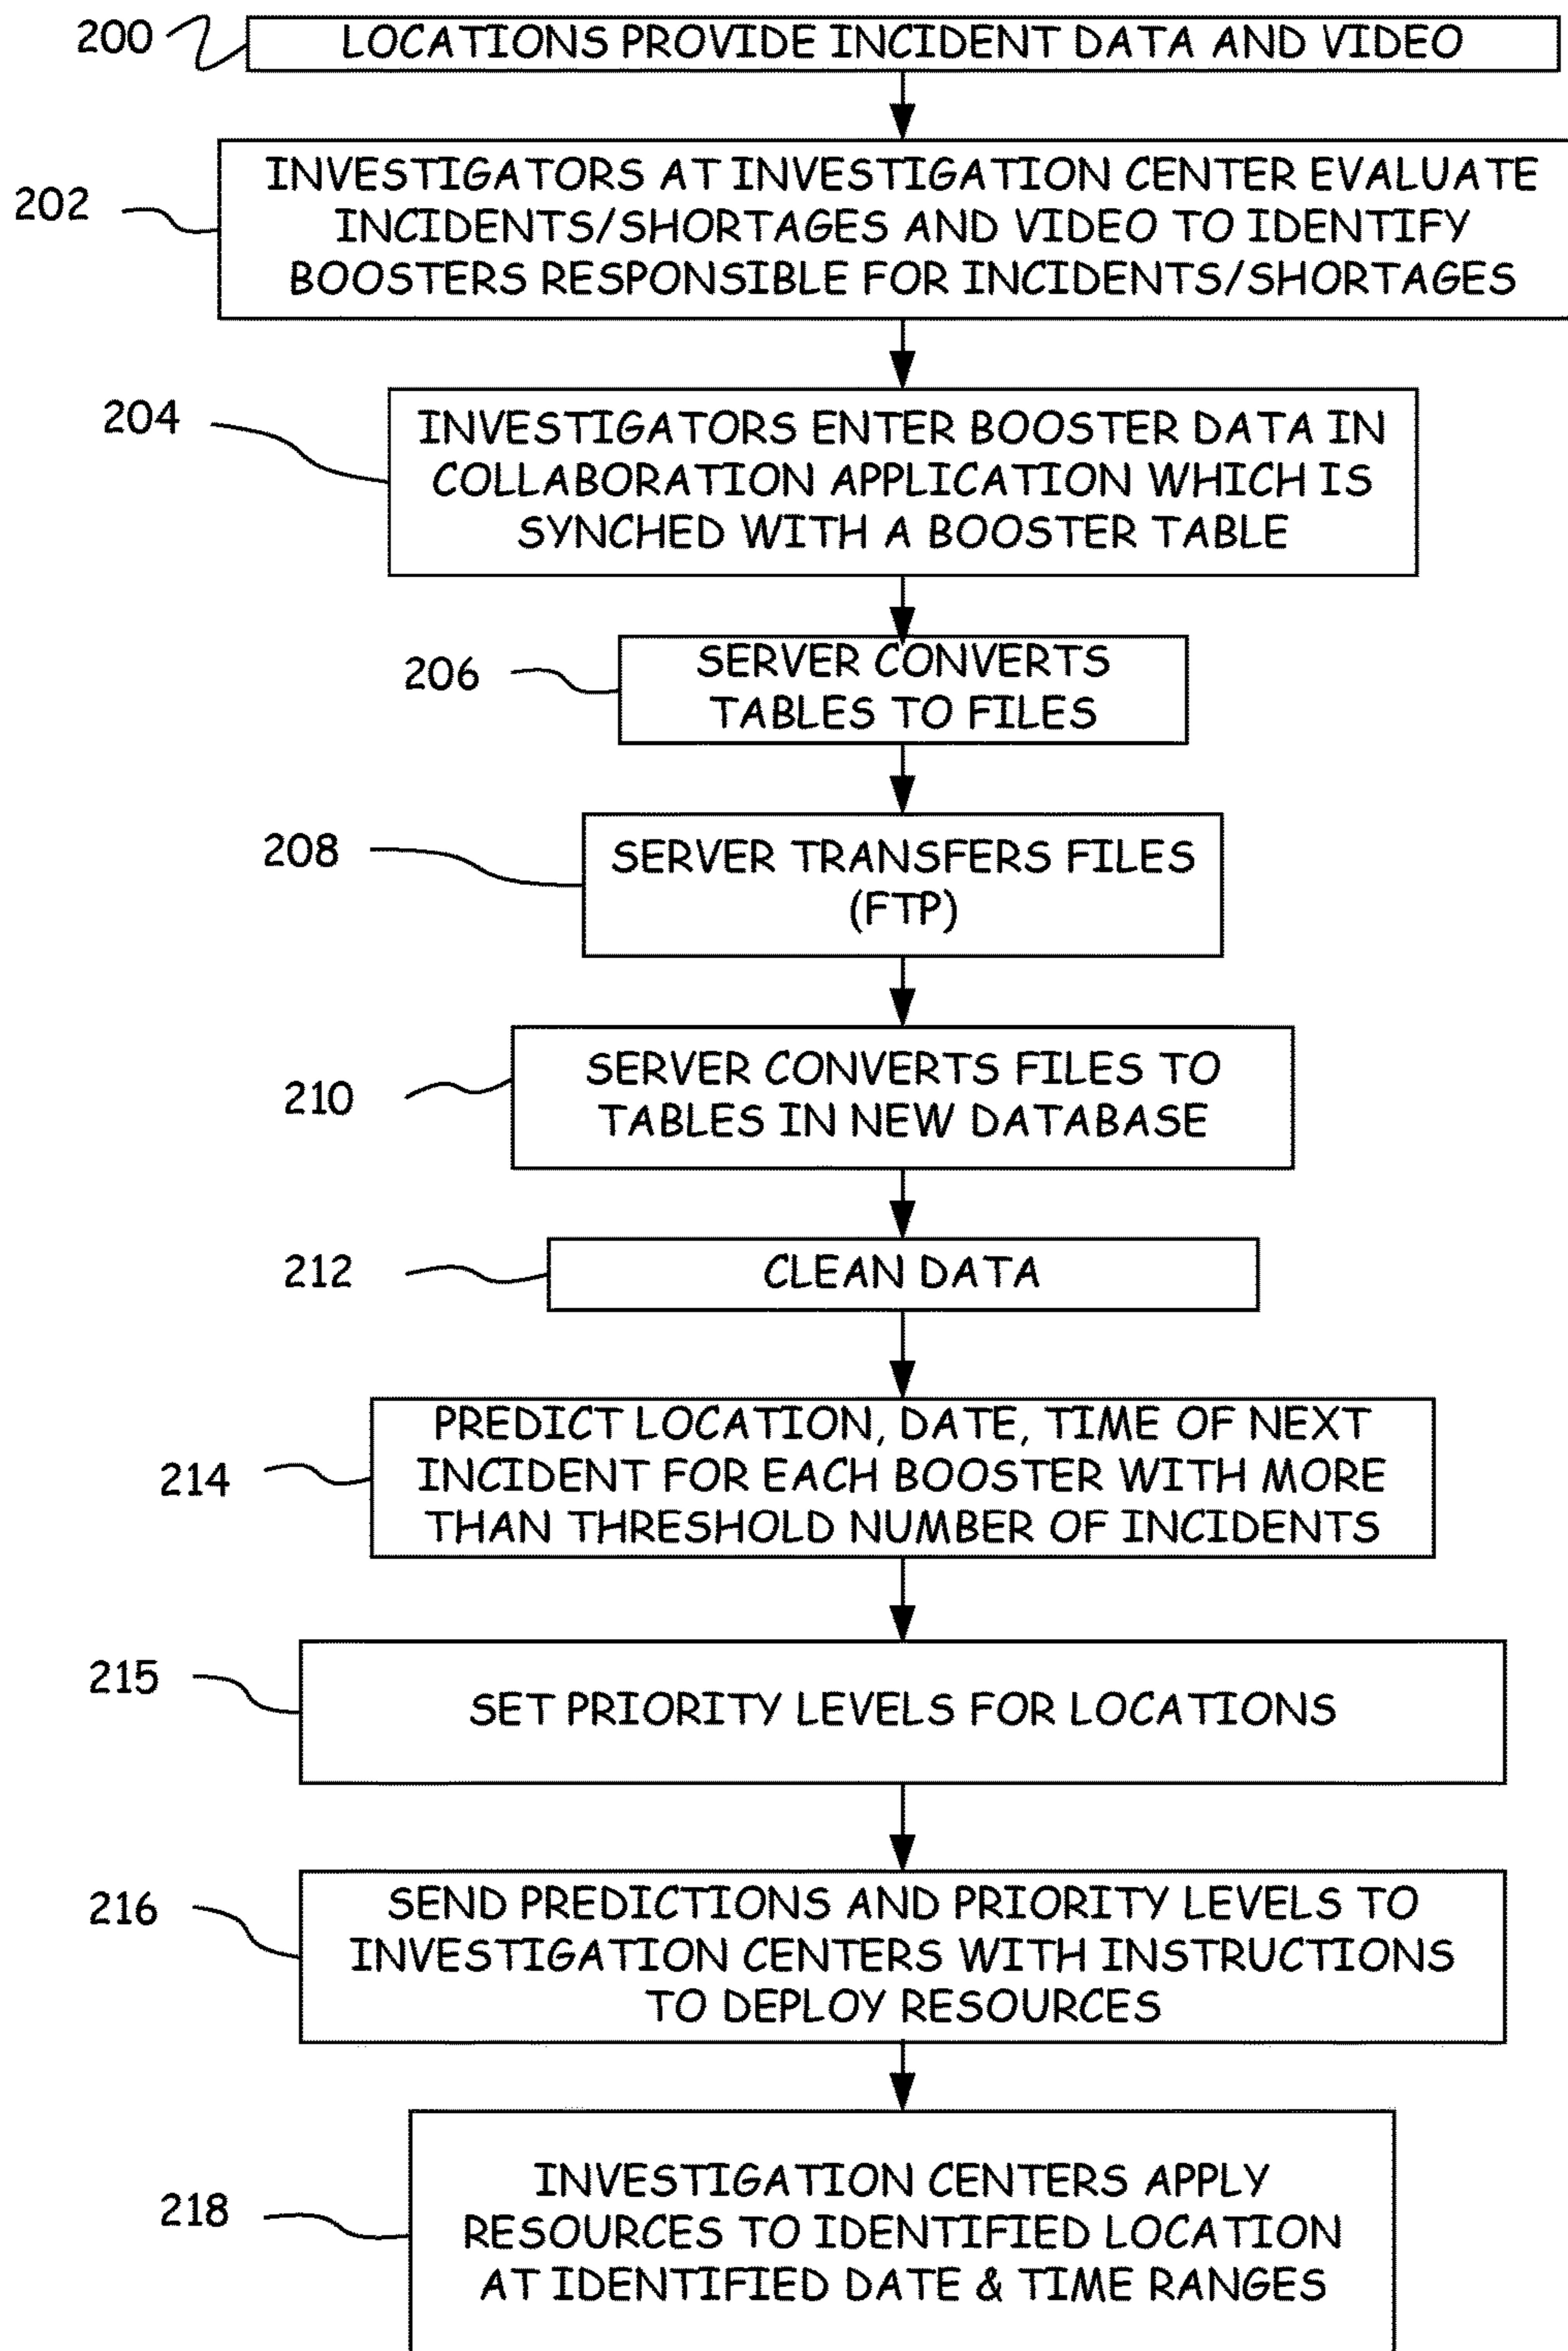 200
LOCATIONS PROVIDE INCIDENT DATA AND VIDEO
202
INVESTIGATORS AT INVESTIGATION CENTER EVALUATE
INCIDENTS/SHORTAGES AND VIDEO TO IDENTIFY
BOOSTERS RESPONSIBLE FOR INCIDENTS/SHORTAGES
204
INVESTIGATORS ENTER BOOSTER DATA IN
COLLABORATION APPLICATION WHICH IS
SYNCHED WITH A BOOSTER TABLE
206
SERVER CONVERTS
TABLES TO FILES
208
SERVER TRANSFERS FILES
(FTP)
210
SERVER CONVERTS FILES TO
TABLES IN NEW DATABASE
212
CLEAN DATA
214
PREDICT LOCATION, DATE, TIME OF NEXT
INCIDENT FOR EACH BOOSTER WITH MORE
THAN THRESHOLD NUMBER OF INCIDENTS
215
SET PRIORITY LEVELS FOR LOCATIONS
216
SEND PREDICTIONS AND PRIORITY LEVELS TO
INVESTIGATION CENTERS WITH INSTRUCTIONS
TO DEPLOY RESOURCES
218
INVESTIGATION CENTERS APPLY
RESOURCES TO IDENTIFIED LOCATION
AT IDENTIFIED DATE & TIME RANGES